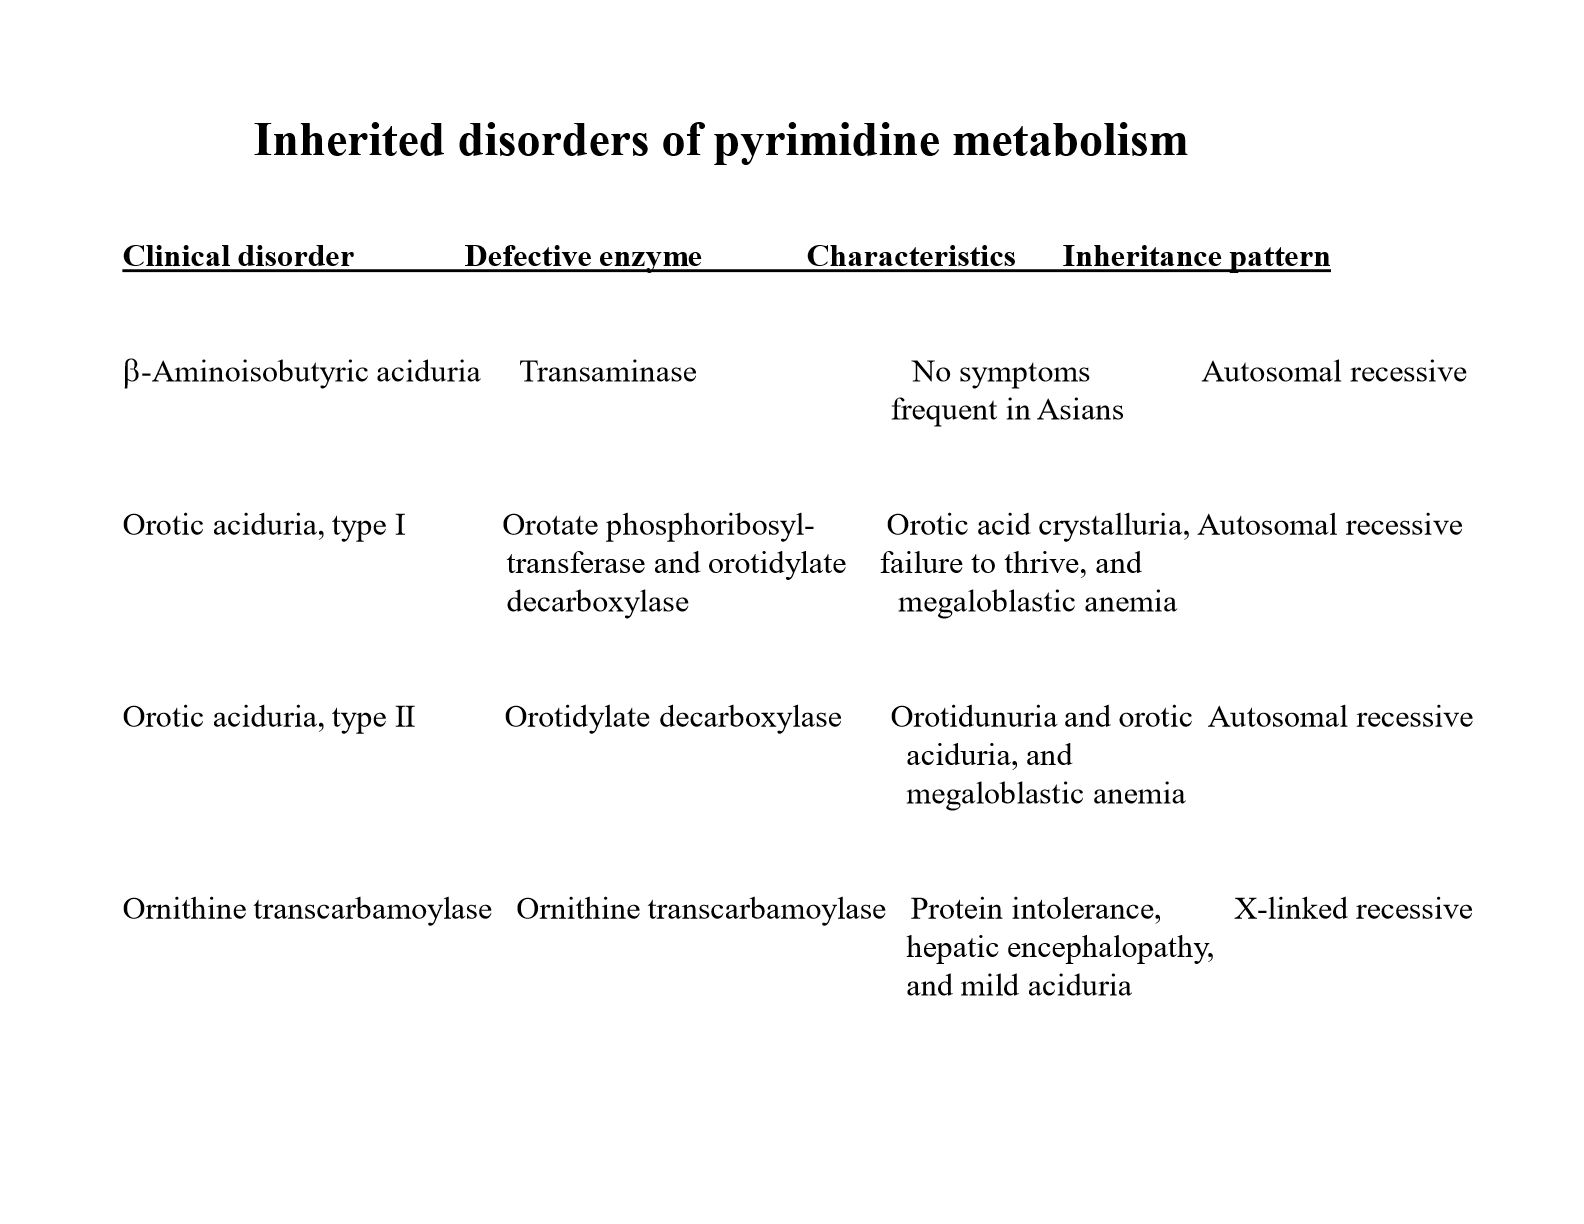 Inherited disorders of pyrimidine metabolism
Clinical disorder Defective enzyme Characteristics Inheritance pattern
β-Aminoisobutyric aciduria Transaminase No symptoms Autosomal recessive
frequent in Asians
Orotic aciduria, type I Orotate phosphoribosyl- Orotic acid crystalluria, Autosomal recessive
transferase and orotidylate failure to thrive, and
decarboxylase megaloblastic anemia
Orotic aciduria, type II Orotidylate decarboxylase Orotidunuria and orotic Autosomal recessive
aciduria, and
megaloblastic anemia
Ornithine transcarbamoylase Ornithine transcarbamoylase Protein intolerance, X-linked recessive
hepatic encephalopathy,
and mild aciduria